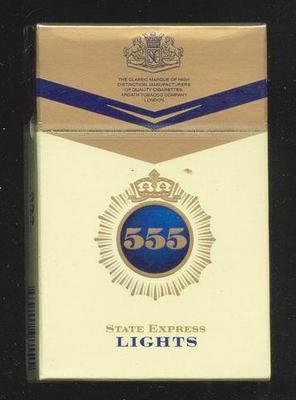 THE CLASSIC MARQUE OF HIGH
DISTINCTION. MANUFACTURERS
OF QUALITY CIGARETTES
ARDATH TOBACCO COMPANY
LONDON
555
STATE EXPRESS
LIGHTS